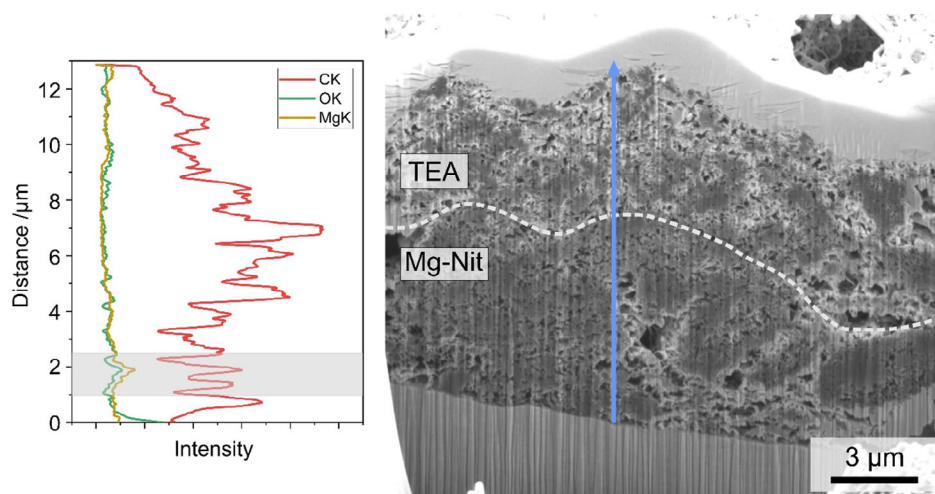 CK
OK
MgK
12
10
8
6
4
2
0
Distance /µm
Intensity
TEA
Mg-Nit
3 µm